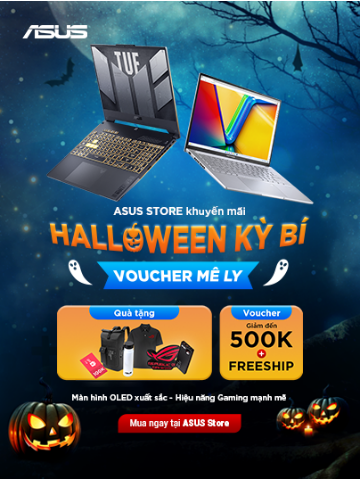 ASUS
TUF
ASUS STORE khuyến mãi
HALLOWEEN KỲ BÍ
VOUCHER MÊ LY
Quà tặng
Voucher
Giảm đến
500K
+
FREESHIP
100K
Màn hình OLED xuất sắc - Hiệu năng Gaming mạnh mẽ
Mua ngay tại ASUS Store